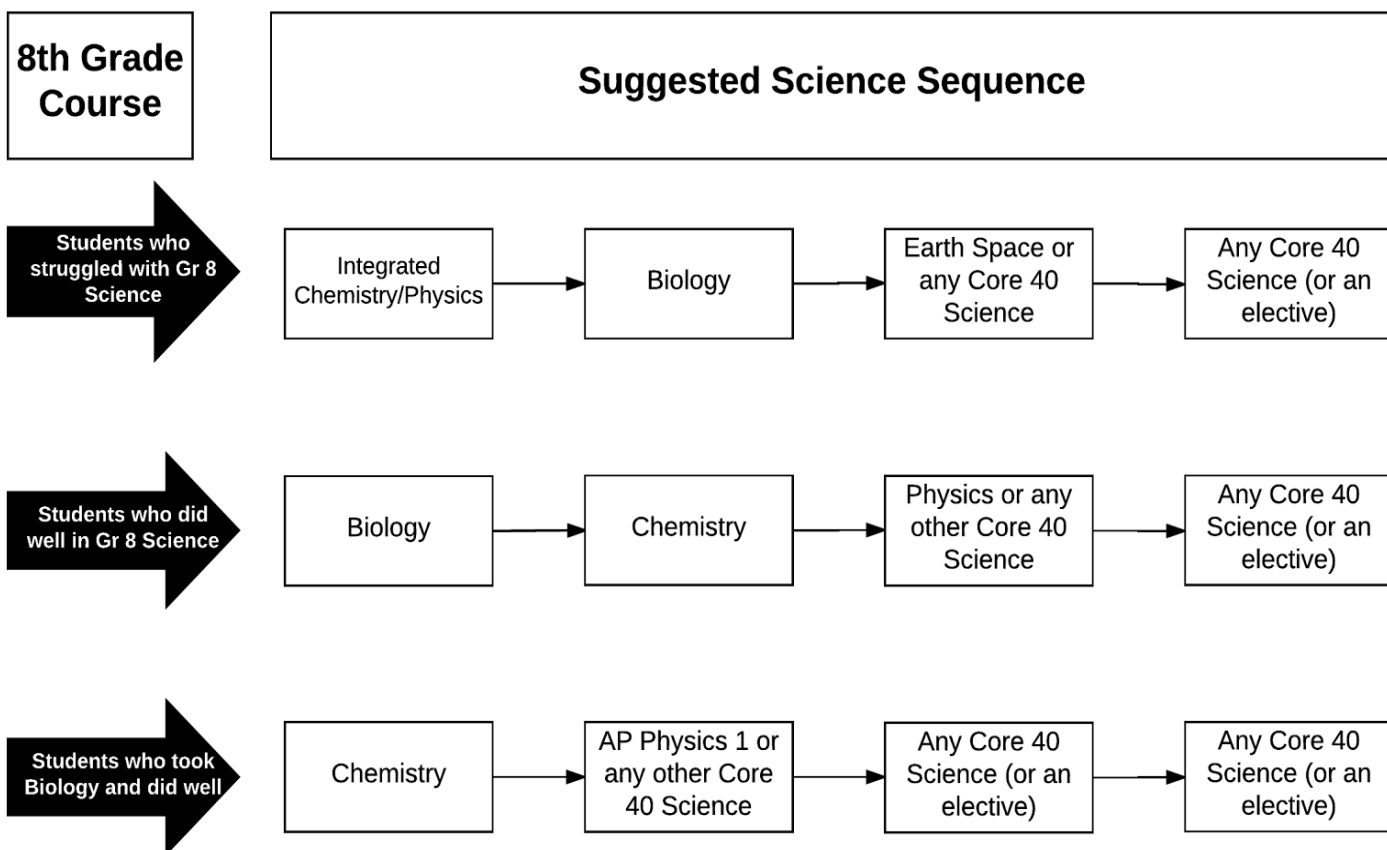 8th Grade
Course
Suggested Science Sequence
Students who
struggled with Gr 8
Science
Integrated
Chemistry/Physics
Biology
Earth Space or
any Core 40
Science
Any Core 40
Science (or an
elective)
Students who did
well in Gr 8 Science
Biology
Chemistry
Physics or any
other Core 40
Science
Any Core 40
Science (or an
elective)
Students who took
Biology and did well
Chemistry
AP Physics 1 or
any other Core
40 Science
Any Core 40
Science (or an
elective)
Any Core 40
Science (or an
elective)